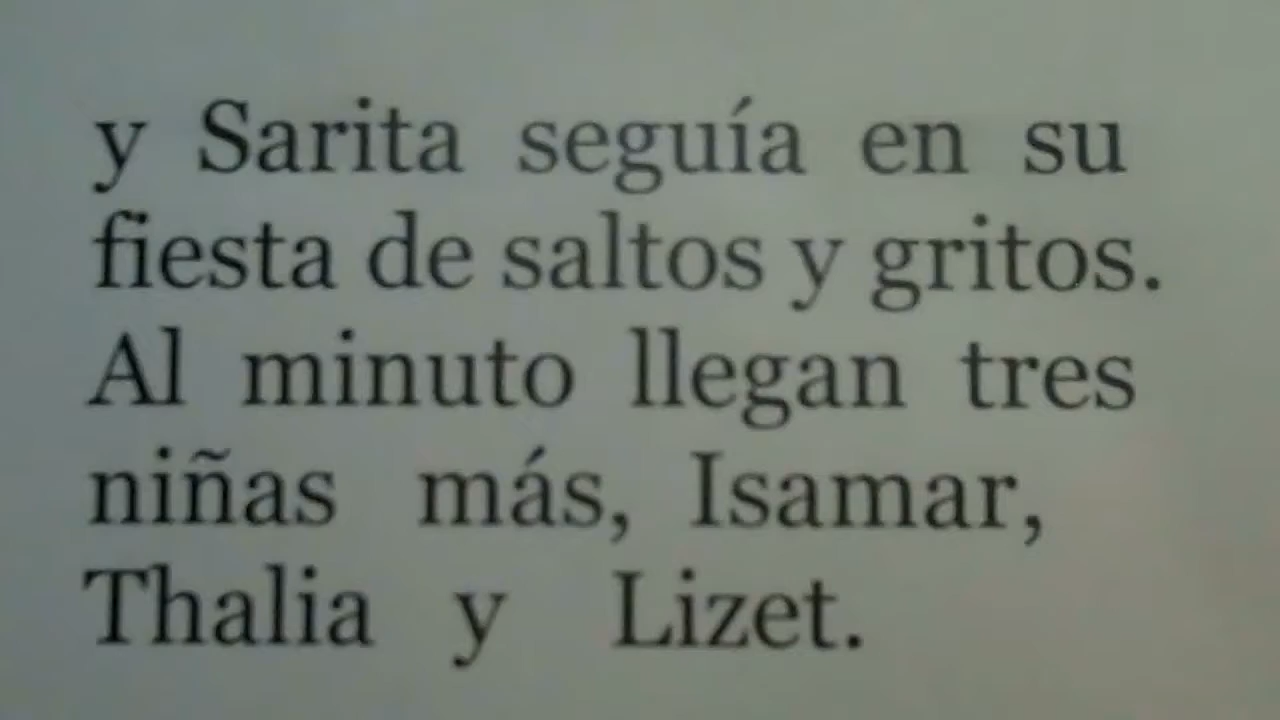 y Sarita seguía en su
fiesta de saltos y gritos.
Al minuto llegan tres
niñas más, Isamar,
Thalia y Lizet.